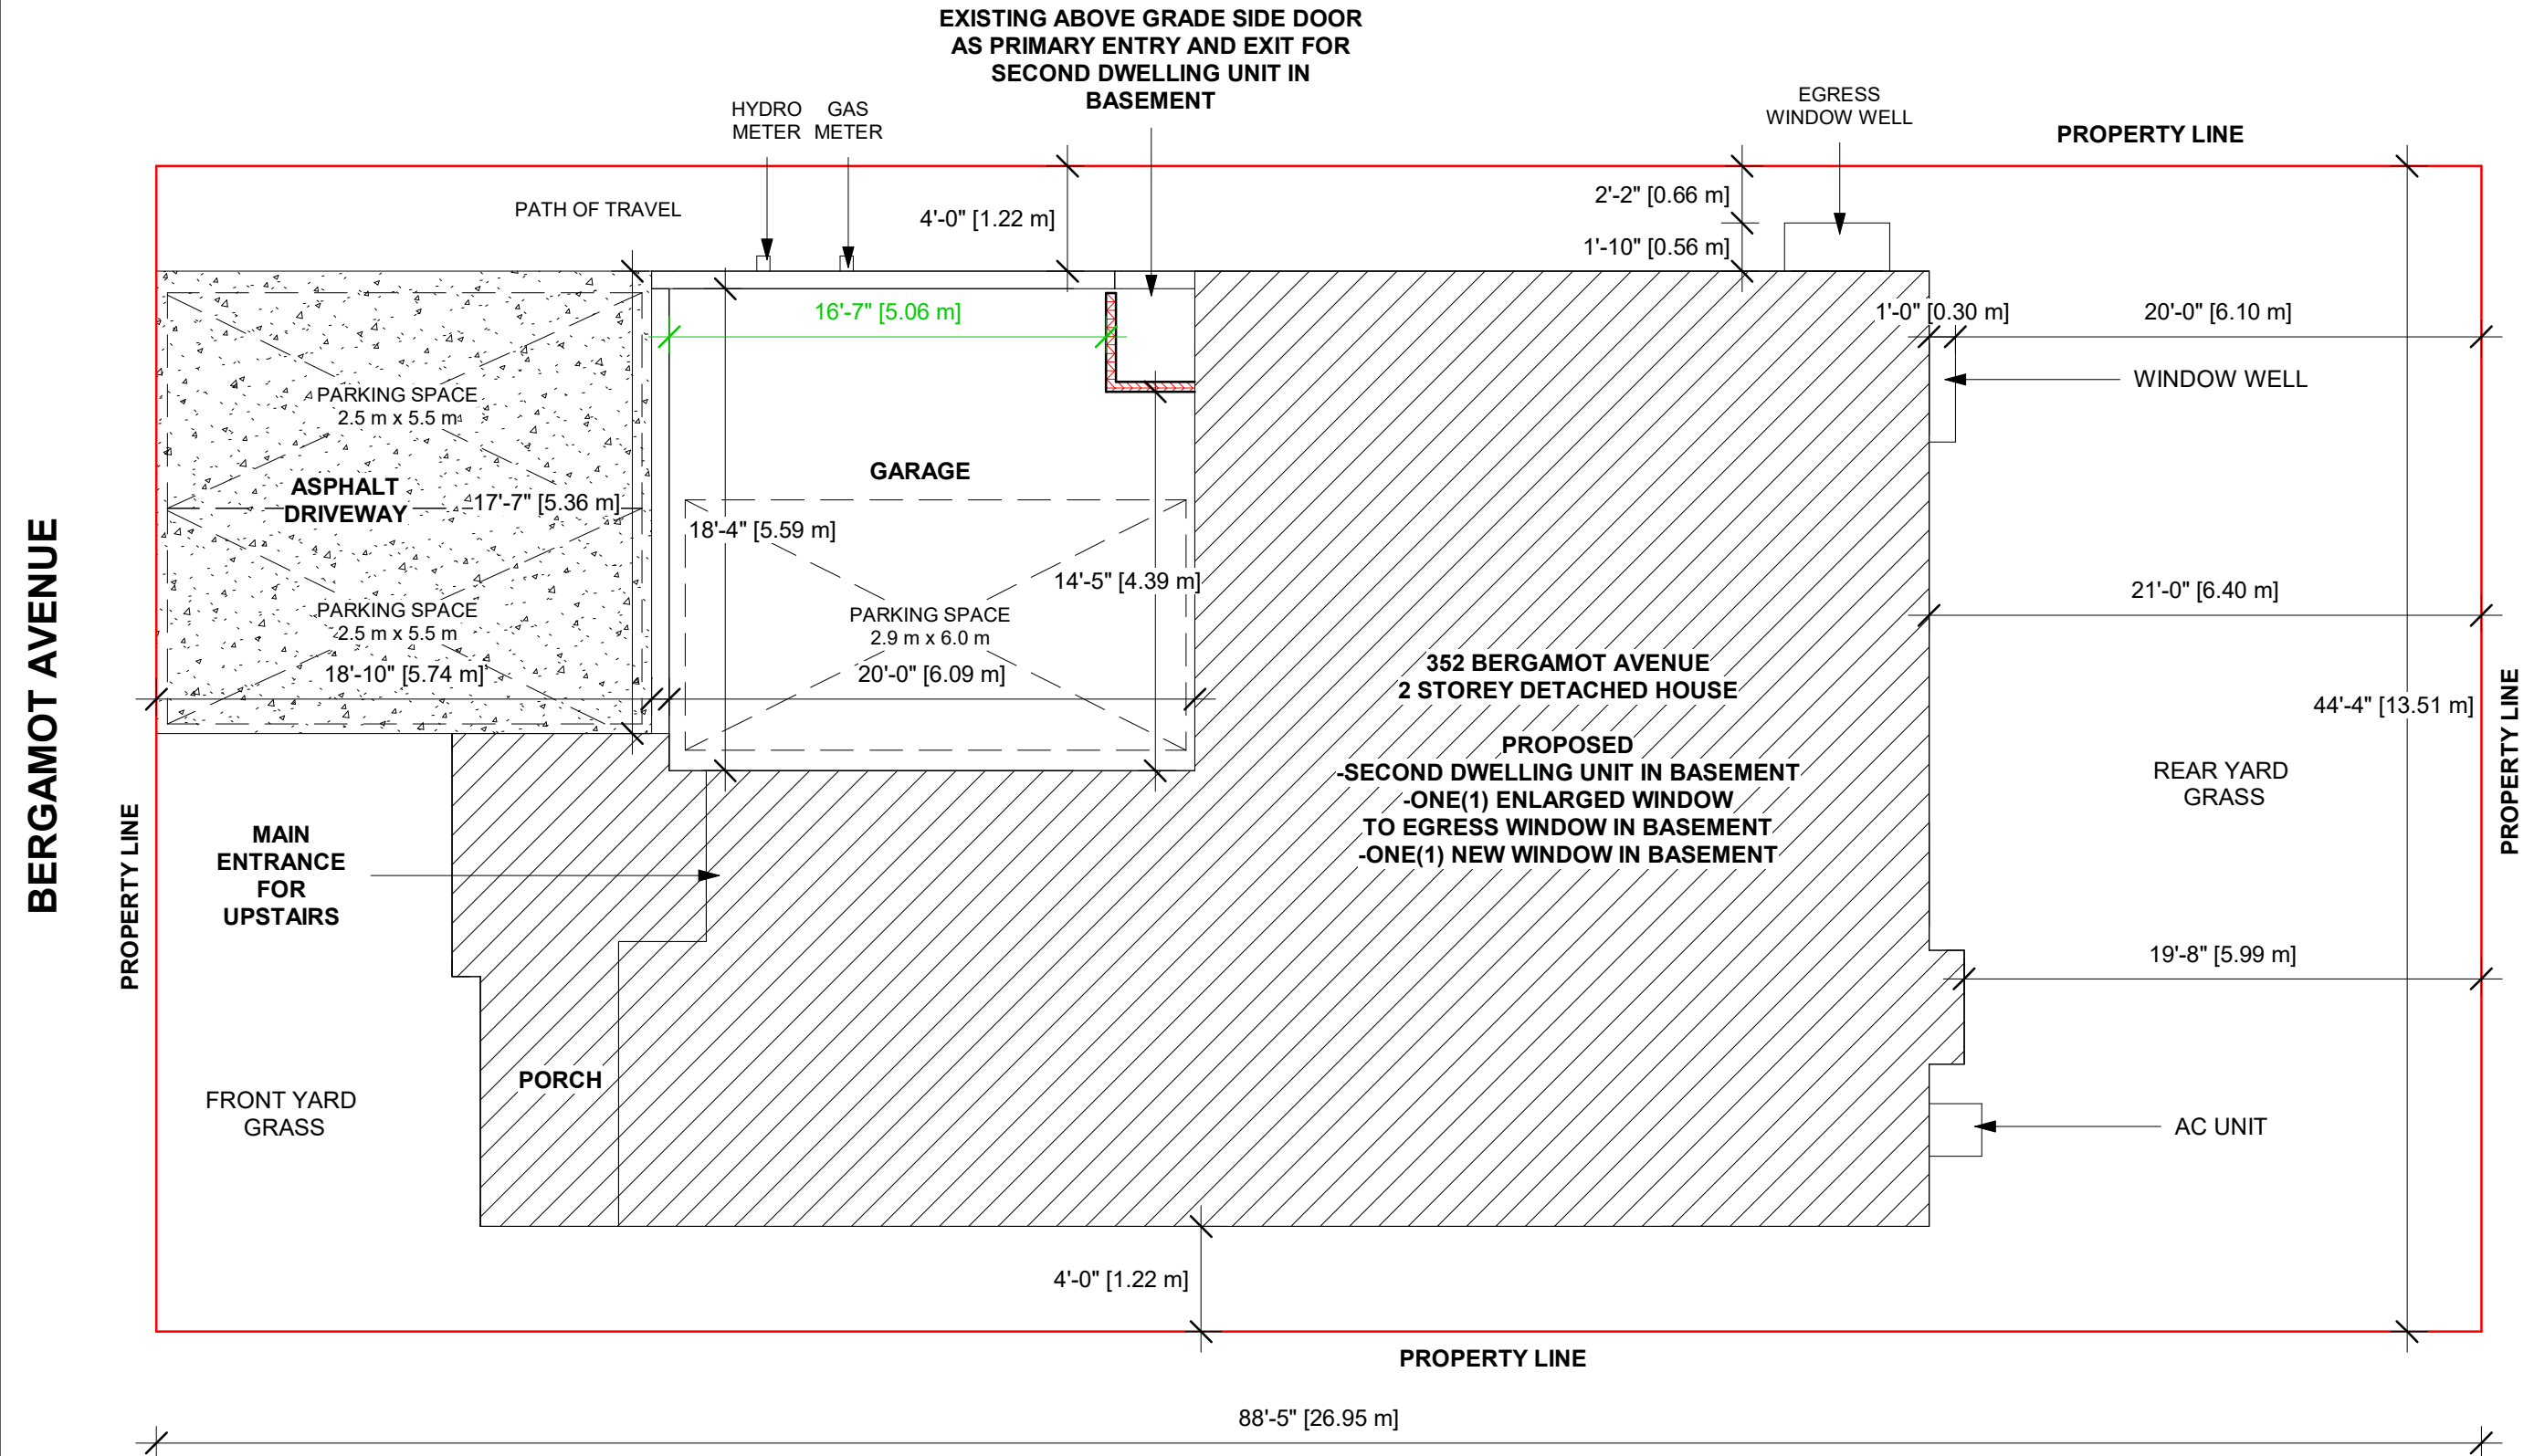 EXISTING ABOVE GRADE SIDE DOOR
AS PRIMARY ENTRY AND EXIT FOR
SECOND DWELLING UNIT IN
BASEMENT
HYDRO
METER
GAS
METER
EGRESS
WINDOW WELL
PROPERTY LINE
PATH OF TRAVEL
4'-0" [1.22 m]
2'-2" [0.66 m]
1'-10" [0.56 m]
16'-7" [5.06 m]
1'-0" [0.30 m]
20'-0" [6.10 m]
WINDOW WELL
PARKING SPACE
2.5 m x 5.5 m
GARAGE
ASPHALT
DRIVEWAY
17'-7" [5.36 m]
18'-4" [5.59 m]
14'-5" [4.39 m]
21'-0" [6.40 m]
PARKING SPACE
2.5 m x 5.5 m
PARKING SPACE
2.9 m x 6.0 m
18'-10" [5.74 m]
20'-0" [6.09 m]
352 BERGAMOT AVENUE
2 STOREY DETACHED HOUSE
PROPOSED
-SECOND DWELLING UNIT IN BASEMENT
-ONE(1) ENLARGED WINDOW
TO EGRESS WINDOW IN BASEMENT
-ONE(1) NEW WINDOW IN BASEMENT
44'-4" [13.51 m]
PROPERTY LINE
BERGAMOT AVENUE
PROPERTY LINE
REAR YARD
GRASS
MAIN
ENTRANCE
FOR
UPSTAIRS
19'-8" [5.99 m]
PORCH
FRONT YARD
GRASS
AC UNIT
4'-0" [1.22 m]
PROPERTY LINE
88'-5" [26.95 m]